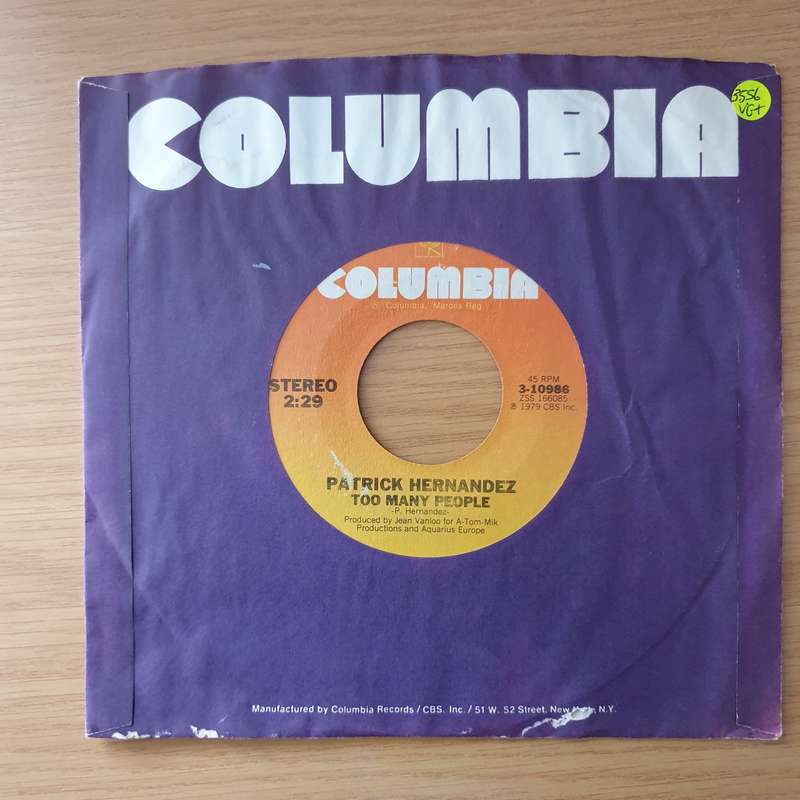 COLUMBIA
3556
VG+
COLUMBIA
"Columbia," Marcas Reg.
STEREO
2:29
45 RPM
3-10986
ZSS 166085
℗ 1979 CBS Inc.
PATRICK HERNANDEZ
TOO MANY PEOPLE
-P. Hernandez-
Produced by Jean Vanloo for A-Tom-Mik
Productions and Aquarius Europe
Manufactured by Columbia Records / CBS. Inc. / 51 W. 52 Street, New N.Y.